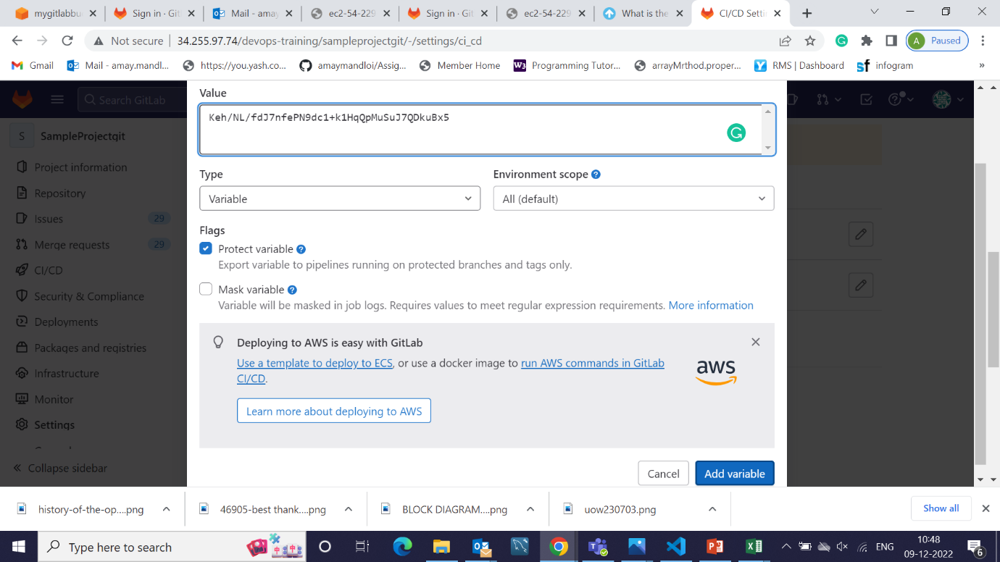 mygitlabbu
Sign in · Git
Mail - amay
ec2-54-229
Sign in · Git
ec2-54-229
What is the
CI/CD Setti
Not secure | 34.255.97.74/devops-training/sampleprojectgit/-/settings/ci_cd
A Paused
Gmail
Mail - amay.mandl...
https://you.yash.co...
amaymandloi/Assig...
Member Home
W3 Programming Tutor...
arrayMrthod.proper...
RMS | Dashboard
sf infogram
»
Search GitLab
S SampleProjectgit
Project information
Repository
Issues 29
Merge requests 29
CI/CD
Security & Compliance
Deployments
Packages and registries
Infrastructure
Monitor
Settings
« Collapse sidebar
Value
Keh/NL/fdJ7nfePN9dc1+k1HqQpMuSuJ7QDkuBx5
Type
Environment scope
Variable
All (default)
Flags
Protect variable
Export variable to pipelines running on protected branches and tags only.
Mask variable
Variable will be masked in job logs. Requires values to meet regular expression requirements. More information
Deploying to AWS is easy with GitLab
Use a template to deploy to ECS, or use a docker image to run AWS commands in GitLab
CI/CD.
aws
Learn more about deploying to AWS
Cancel
Add variable
history-of-the-op....png
46905-best thank....png
BLOCK DIAGRAM....png
uow230703.png
Show all
Type here to search
ENG
10:48
09-12-2022
6